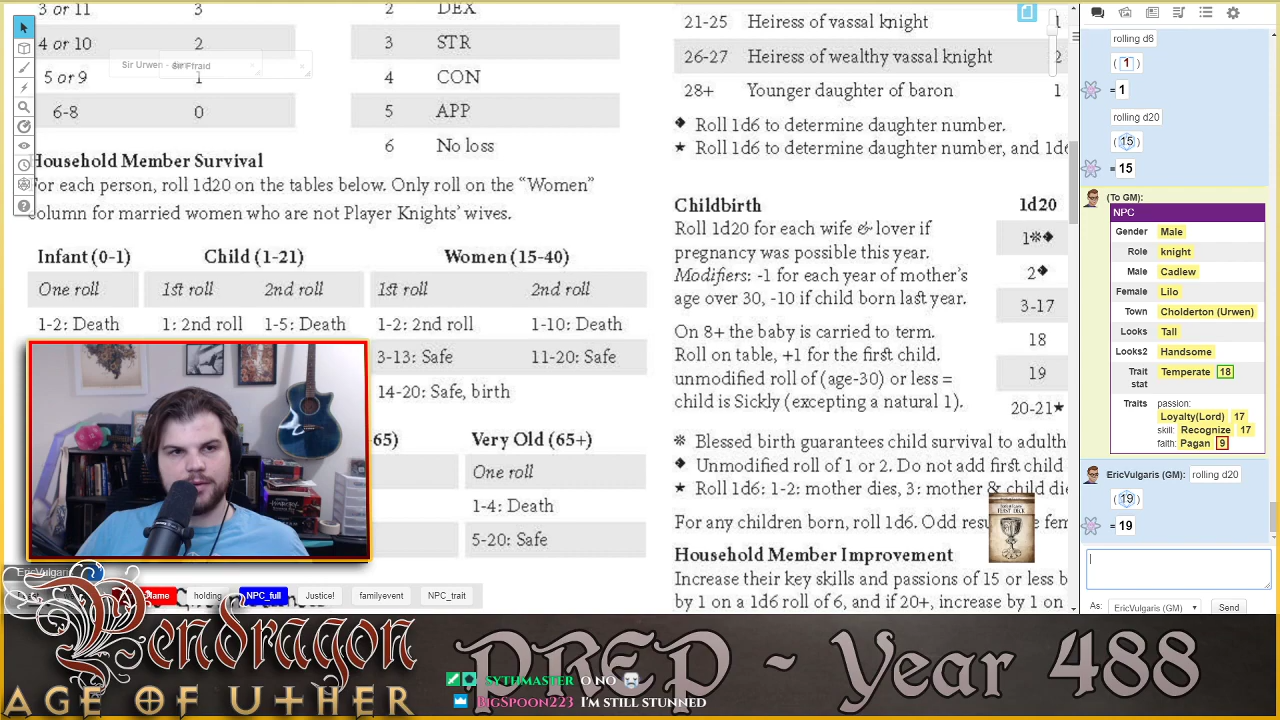 3 or 11 3
4 or 10 2
5 or 9 1
6-8 0
2 DEX
3 STR
4 CON
5 APP
6 No loss
Sir Urwen
Sir Ffraid
Household Member Survival
For each person, roll 1d20 on the tables below. Only roll on the “Women”
column for married women who are not Player Knights’ wives.
Infant (0-1) Child (1-21) Women (15-40)
One roll 1st roll 2nd roll 1st roll 2nd roll
1-2: Death 1: 2nd roll 1-5: Death 1-2: 2nd roll 1-10: Death
3-13: Safe 11-20: Safe
14-20: Safe, birth
65) Very Old (65+)
One roll
1-4: Death
5-20: Safe
21-25 Heiress of vassal knight 1
26-27 Heiress of wealthy vassal knight 2
28+ Younger daughter of baron 1
◆ Roll 1d6 to determine daughter number.
★ Roll 1d6 to determine daughter number, and 1d6
Childbirth 1d20
Roll 1d20 for each wife & lover if
pregnancy was possible this year.
Modifiers: -1 for each year of mother’s
age over 30, -10 if child born last year.
On 8+ the baby is carried to term.
Roll on table, +1 for the first child.
unmodified roll of (age-30) or less =
child is Sickly (excepting a natural 1).
1※◆
2◆
3-17
18
19
20-21★
※ Blessed birth guarantees child survival to adulth
◆ Unmodified roll of 1 or 2. Do not add first child
★ Roll 1d6: 1-2: mother dies, 3: mother & child die
For any children born, roll 1d6. Odd resu fem
Household Member Improvement
Increase their key skills and passions of 15 or less b
by 1 on a 1d6 roll of 6, and if 20+, increase by 1 on
EricVulgaris
Name holding NPC_full Justice! familyevent NPC_trait
rolling d6
(1)
=1
rolling d20
(15)
=15
(To GM):
NPC
Gender Male
Role knight
Male Cadlew
Female Lilo
Town Cholderton (Urwen)
Looks Tall
Looks2 Handsome
Trait stat Temperate 18
Traits passion:
Loyalty(Lord) 17
skill: Recognize 17
faith: Pagan 9
EricVulgaris (GM): rolling d20
(19)
=19
As: EricVulgaris (GM) Send
Pendragon
AGE OF UTHER
PREP - Year 488
SYTHMASTER O NO
BIGSPOON223 I'M STILL STUNNED